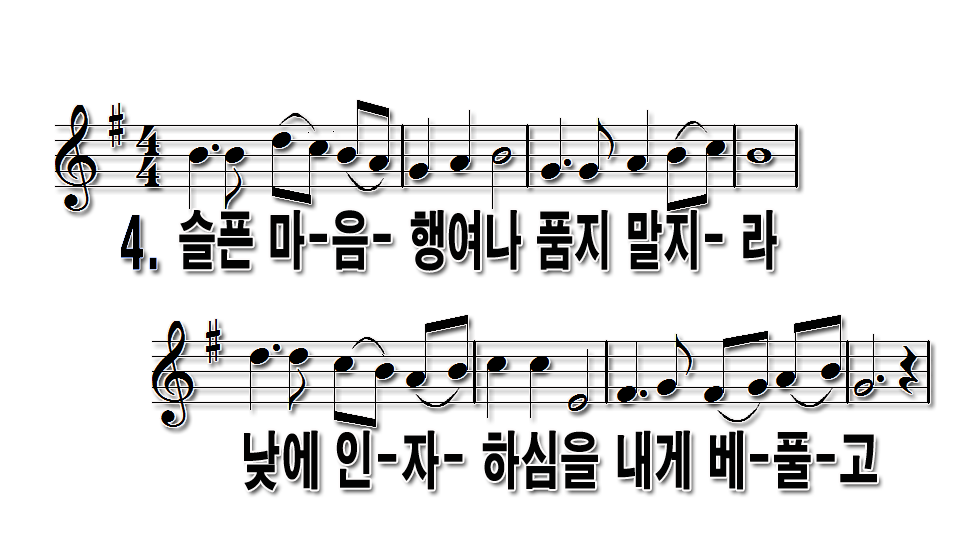 4. 슬픈 마-음- 행여나 품지 말지- 라
낮에 인-자- 하심을 내게 베-풀-고